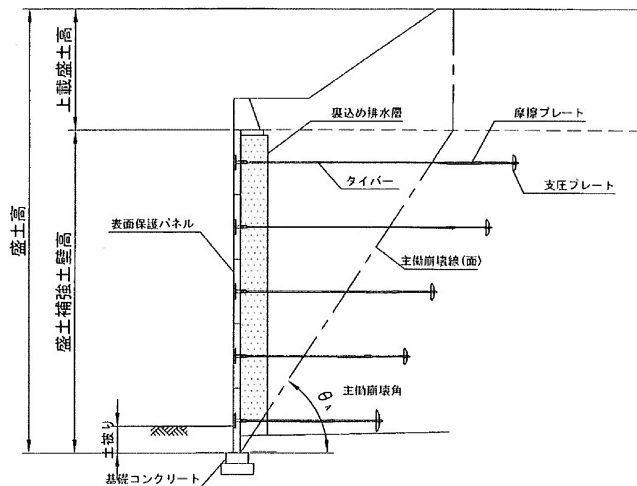 上載盛土高
盛土高
盛土補強土壁高
土被り
裏込め排水層
摩擦プレート
タイバー
支圧プレート
表面保護パネル
主働崩壊線(面)
主働崩壊角
θA
基礎コンクリート